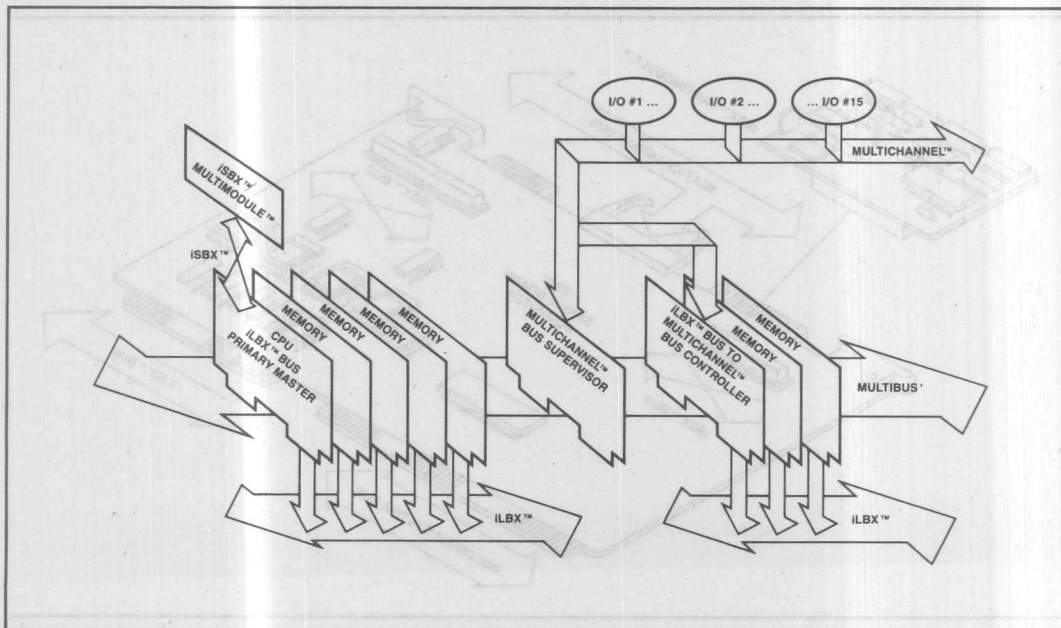 I/O #1 ...
I/O #2 ...
... I/O #15
MULTICHANNEL™
iSBX™
MULTIMODULE™
iSBX™
CPU
iLBX™ BUS
PRIMARY MASTER
MEMORY
MEMORY
MEMORY
MEMORY
MULTICHANNEL™
BUS SUPERVISOR
iLBX™ BUS TO
MULTICHANNEL™
BUS CONTROLLER
MEMORY
MEMORY
MULTIBUS*
iLBX™
iLBX™